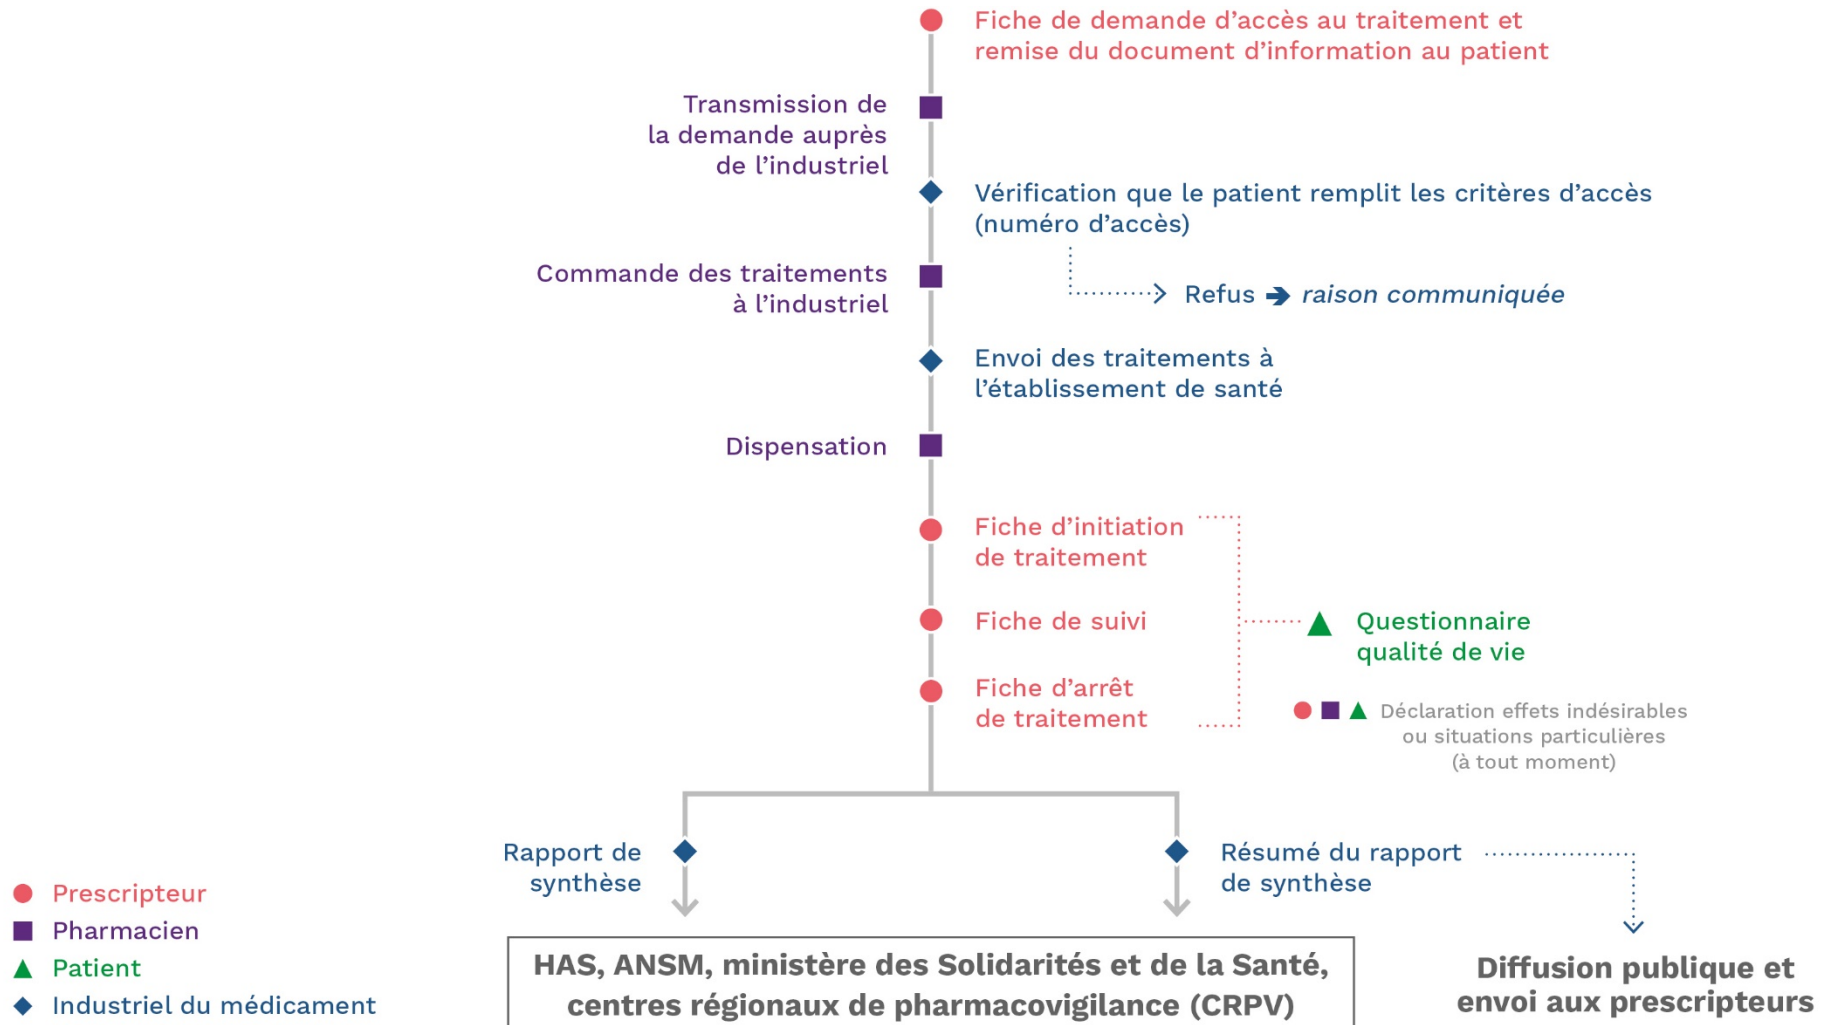 Fiche de demande d’accès au traitement et
remise du document d’information au patient
Transmission de
la demande auprès
de l’industriel
Vérification que le patient remplit les critères d’accès
(numéro d’accès)
Refus ➔ raison communiquée
Commande des traitements
à l’industriel
Envoi des traitements à
l’établissement de santé
Dispensation
Fiche d’initiation
de traitement
Fiche de suivi
Questionnaire
qualité de vie
Fiche d’arrêt
de traitement
Déclaration effets indésirables
ou situations particulières
(à tout moment)
Rapport de
synthèse
Résumé du rapport
de synthèse
Prescripteur
Pharmacien
Patient
Industriel du médicament
HAS, ANSM, ministère des Solidarités et de la Santé,
centres régionaux de pharmacovigilance (CRPV)
Diffusion publique et
envoi aux prescripteurs